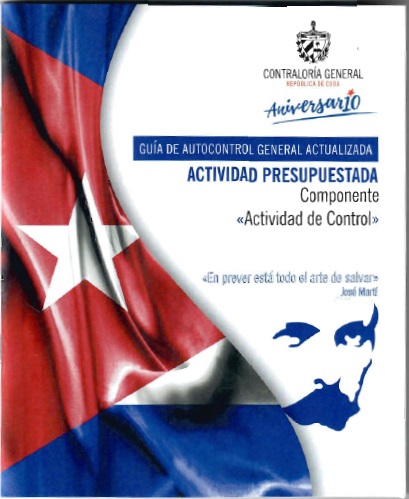 CONTRALORÍA GENERAL
REPÚBLICA DE CUBA
Aniversario 10
GUÍA DE AUTOCONTROL GENERAL ACTUALIZADA
ACTIVIDAD PRESUPUESTADA
Componente
«Actividad de Control»
«En prever está todo el arte de salvar»
José Martí